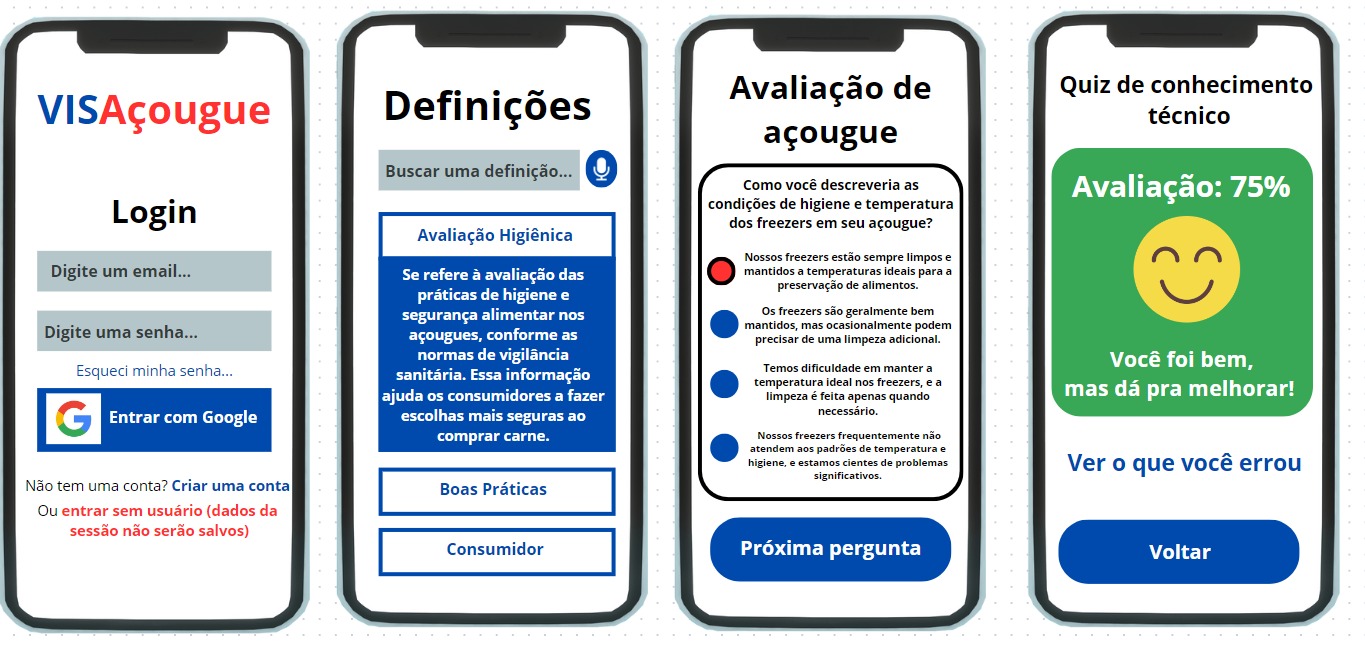 VISAçougue
Login
Digite um email...
Digite uma senha...
Esqueci minha senha...
Entrar com Google
Não tem uma conta? Criar uma conta
Ou entrar sem usuário (dados da
sessão não serão salvos)
Definições
Buscar uma definição...
Avaliação Higiênica
Se refere à avaliação das
práticas de higiene e
segurança alimentar nos
açougues, conforme as
normas de vigilância
sanitária. Essa informação
ajuda os consumidores a fazer
escolhas mais seguras ao
comprar carne.
Boas Práticas
Consumidor
Avaliação de
açougue
Como você descreveria as
condições de higiene e temperatura
dos freezers em seu açougue?
Nossos freezers estão sempre limpos e
mantidos a temperaturas ideais para a
preservação de alimentos.
Os freezers são geralmente bem
mantidos, mas ocasionalmente podem
precisar de uma limpeza adicional.
Temos dificuldade em manter a
temperatura ideal nos freezers, e a
limpeza é feita apenas quando
necessário.
Nossos freezers frequentemente não
atendem aos padrões de temperatura e
higiene, e estamos cientes de problemas
significativos.
Próxima pergunta
Quiz de conhecimento
técnico
Avaliação: 75%
Você foi bem,
mas dá pra melhorar!
Ver o que você errou
Voltar